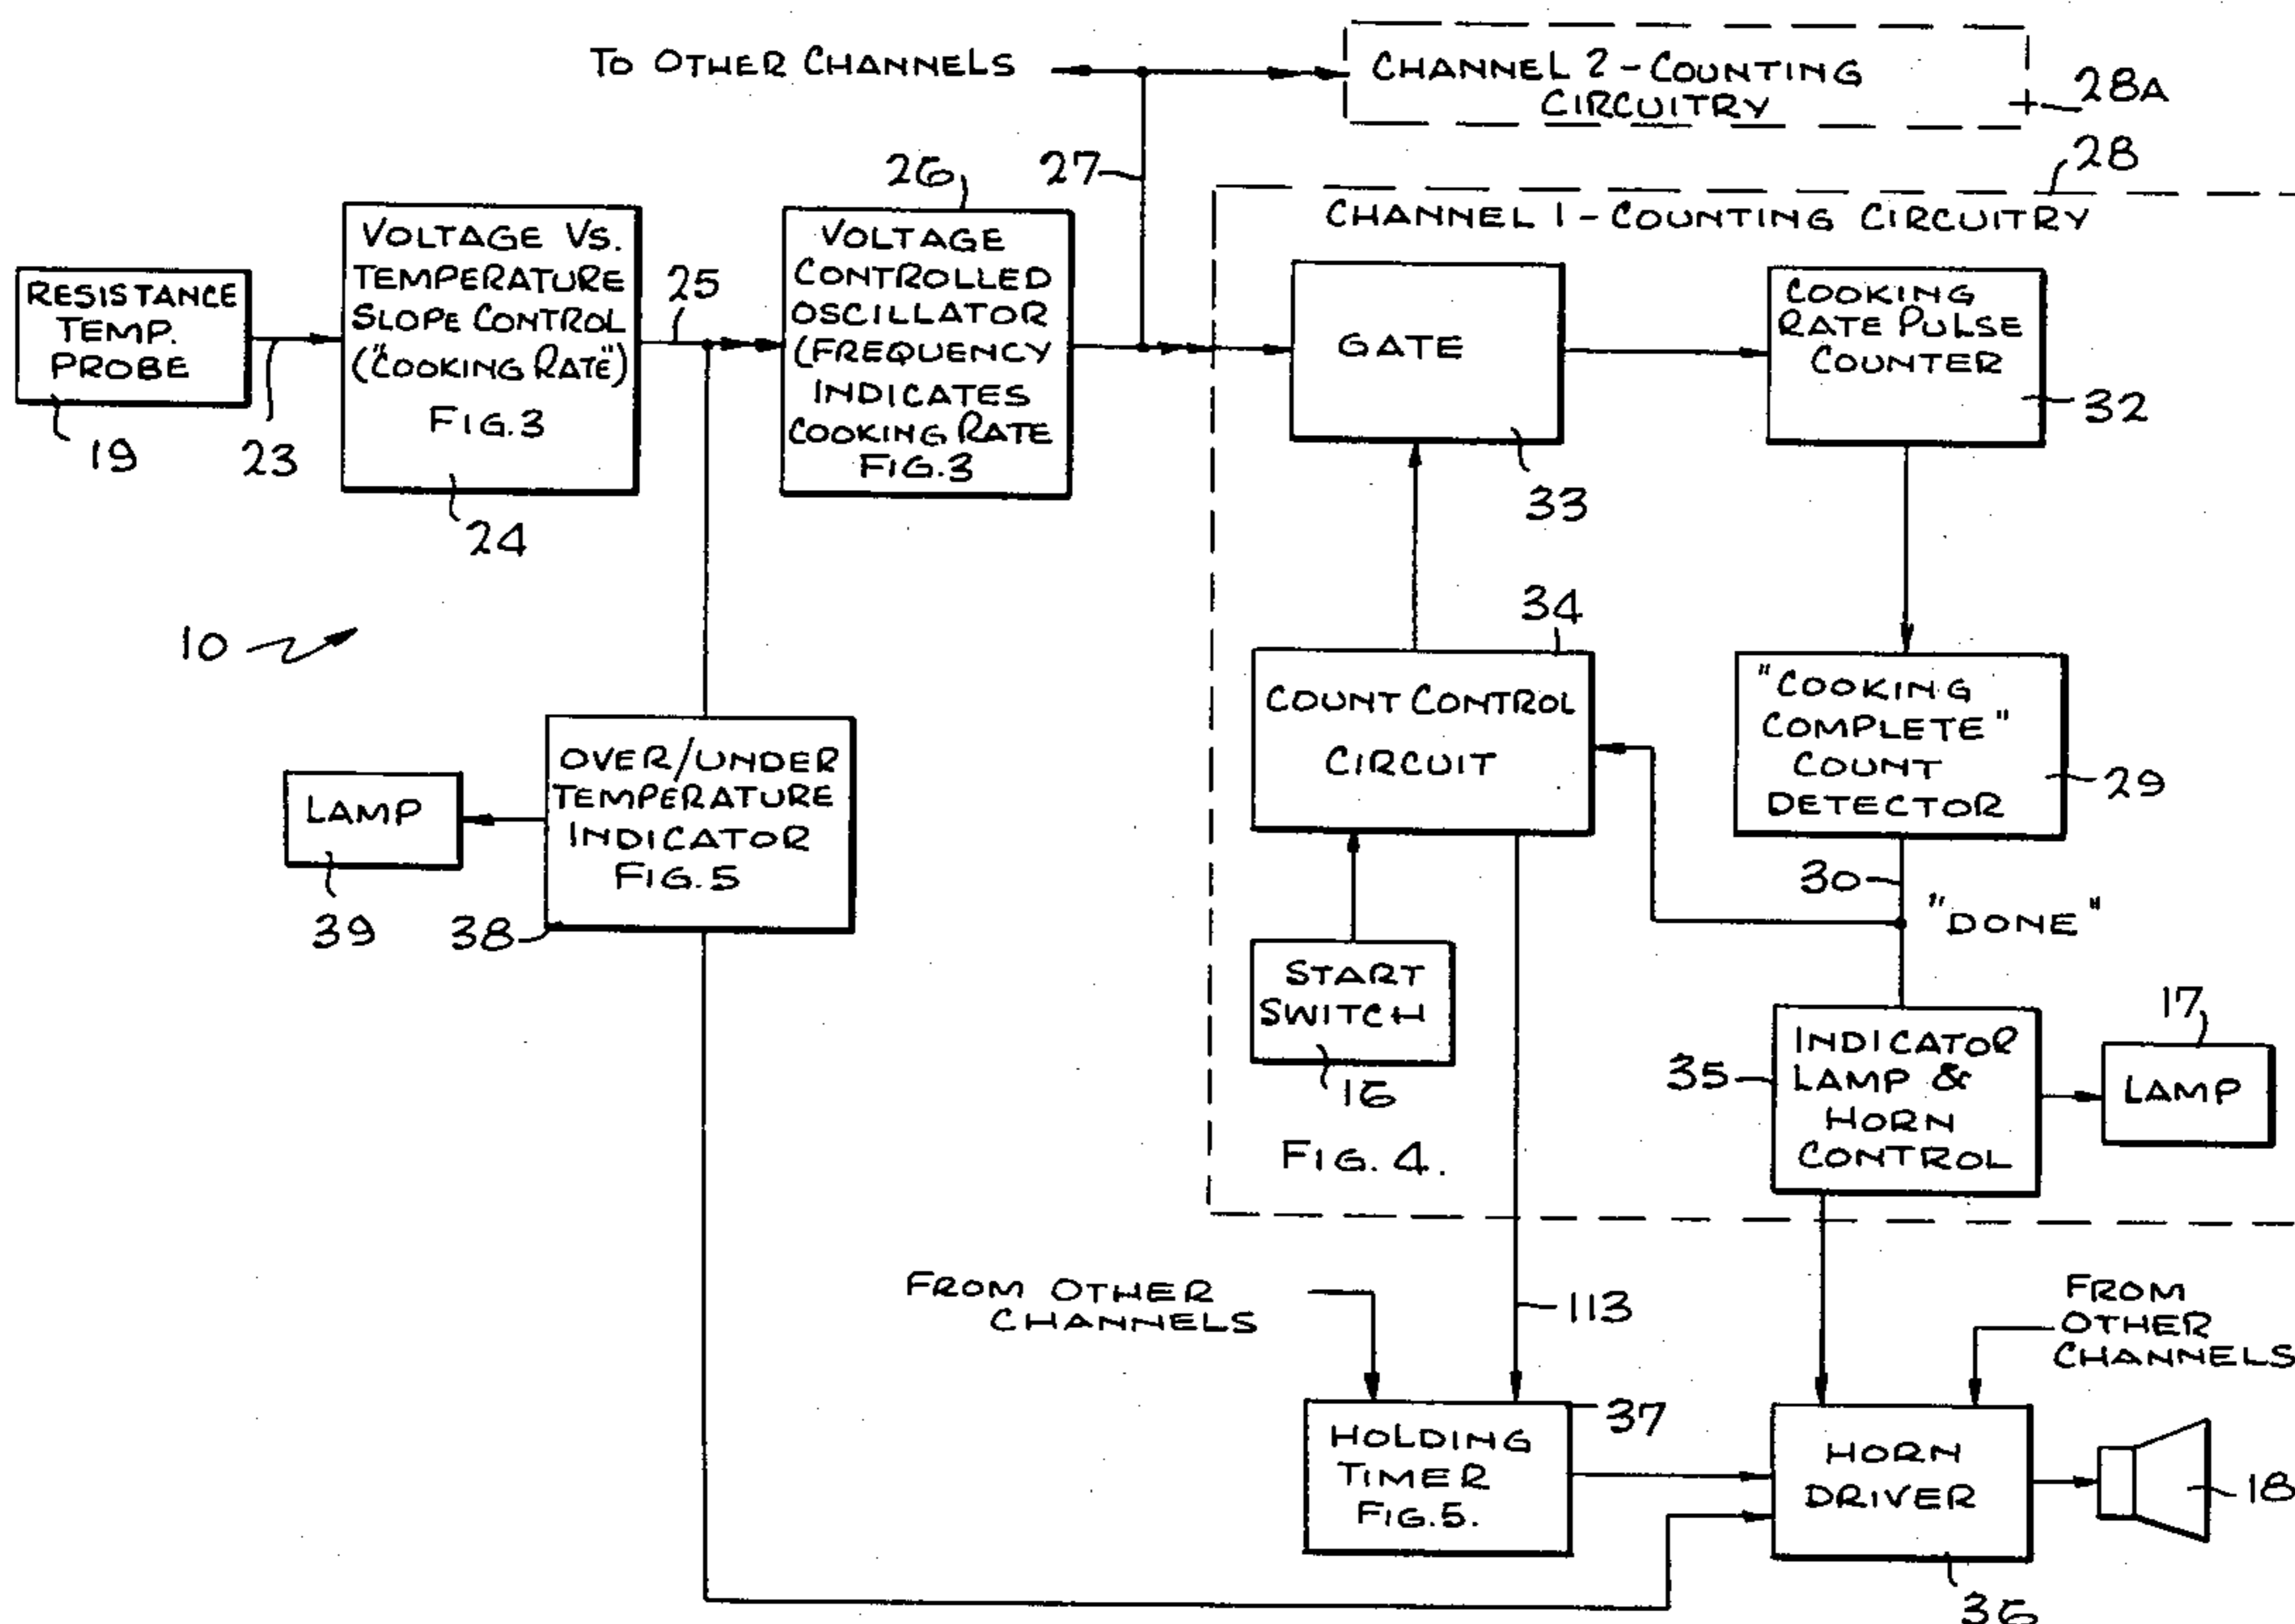 TO OTHER CHANNELS
CHANNEL 2 - COUNTING
CIRCUITRY
28A
28
26
27
CHANNEL 1 - COUNTING CIRCUITRY
RESISTANCE
TEMP.
PROBE
19
23
VOLTAGE VS.
TEMPERATURE
SLOPE CONTROL
("COOKING RATE")
FIG.3
24
25
VOLTAGE
CONTROLLED
OSCILLATOR
(FREQUENCY
INDICATES
COOKING RATE
FIG.3
GATE
33
COOKING
RATE PULSE
COUNTER
32
10
34
COUNT CONTROL
CIRCUIT
"COOKING
COMPLETE"
COUNT
DETECTOR
29
OVER/UNDER
TEMPERATURE
INDICATOR
FIG.5
38
LAMP
39
30
"DONE"
START
SWITCH
16
FIG. 4.
35
INDICATOR
LAMP &
HORN
CONTROL
17
LAMP
FROM OTHER
CHANNELS
113
FROM
OTHER
CHANNELS
37
HOLDING
TIMER
FIG.5.
HORN
DRIVER
18
36